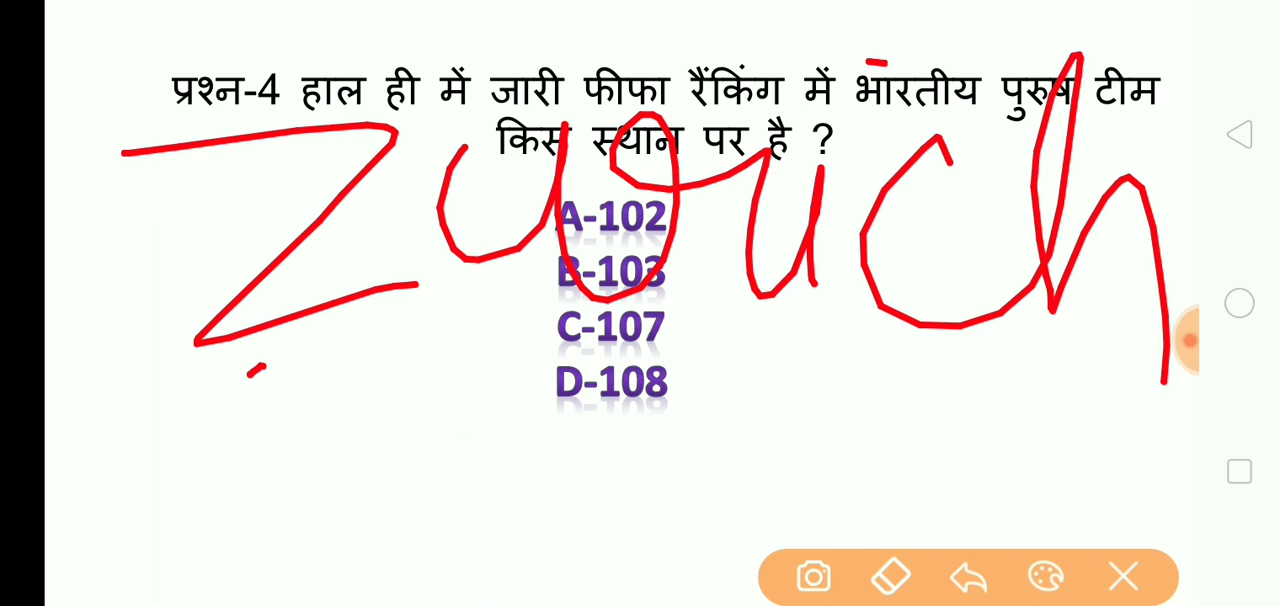 प्रश्न-4 हाल ही में जारी फीफा रैंकिंग में भारतीय पुरुष टीम
किस स्थान पर है ?
zurich
A-102
B-103
C-107
D-108